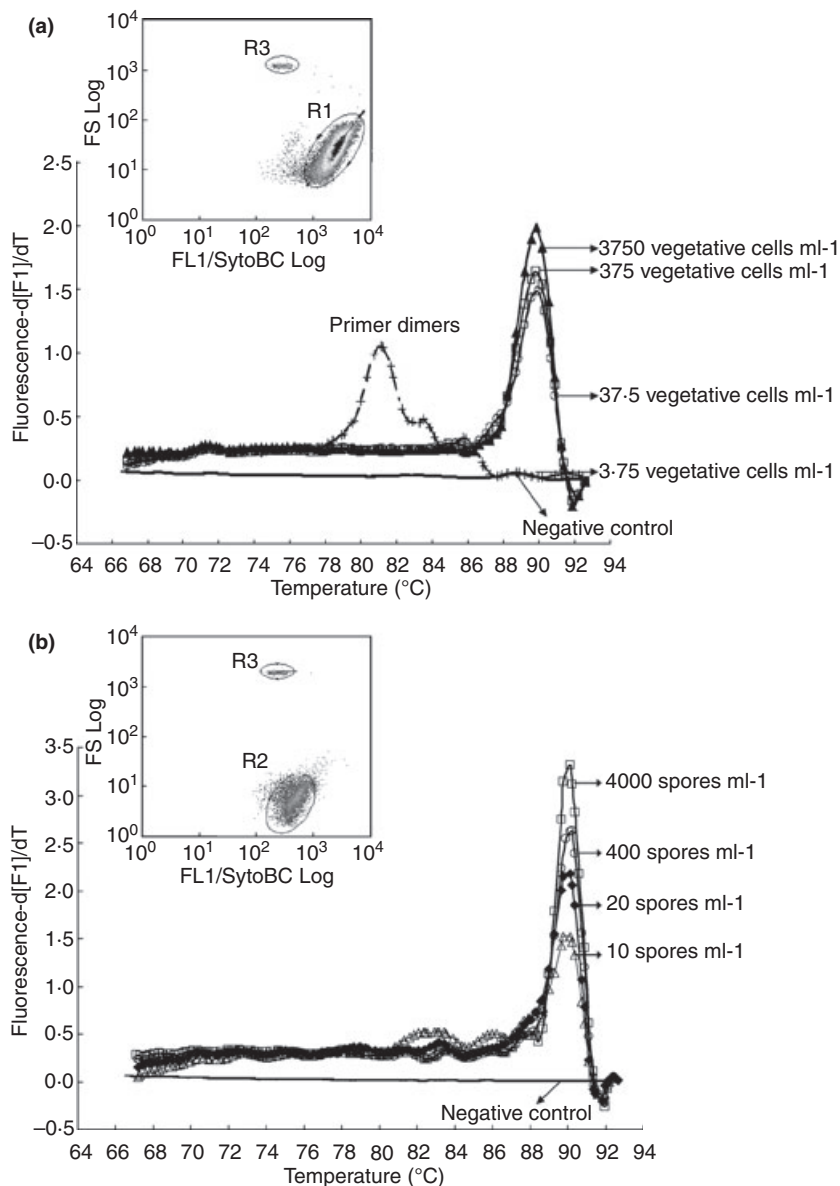 (a)
10⁴
10³
10²
10¹
10⁰
FS Log
R3
R1
10⁰ 10¹ 10² 10³ 10⁴
FL1/SytoBC Log
2·5
2·0
1·5
1·0
0·5
0·0
–0·5
Fluorescence-d[F1]/dT
Primer dimers
3750 vegetative cells ml-1
375 vegetative cells ml-1
37·5 vegetative cells ml-1
3·75 vegetative cells ml-1
Negative control
64 66 68 70 72 74 76 78 80 82 84 86 88 90 92 94
Temperature (°C)
(b)
10⁴
10³
10²
10¹
10⁰
FS Log
R3
R2
10⁰ 10¹ 10² 10³ 10⁴
FL1/SytoBC Log
3·5
3·0
2·5
2·0
1·5
1·0
0·5
0·0
–0·5
Fluorescence-d[F1]/dT
4000 spores ml-1
400 spores ml-1
20 spores ml-1
10 spores ml-1
Negative control
64 66 68 70 72 74 76 78 80 82 84 86 88 90 92 94
Temperature (°C)